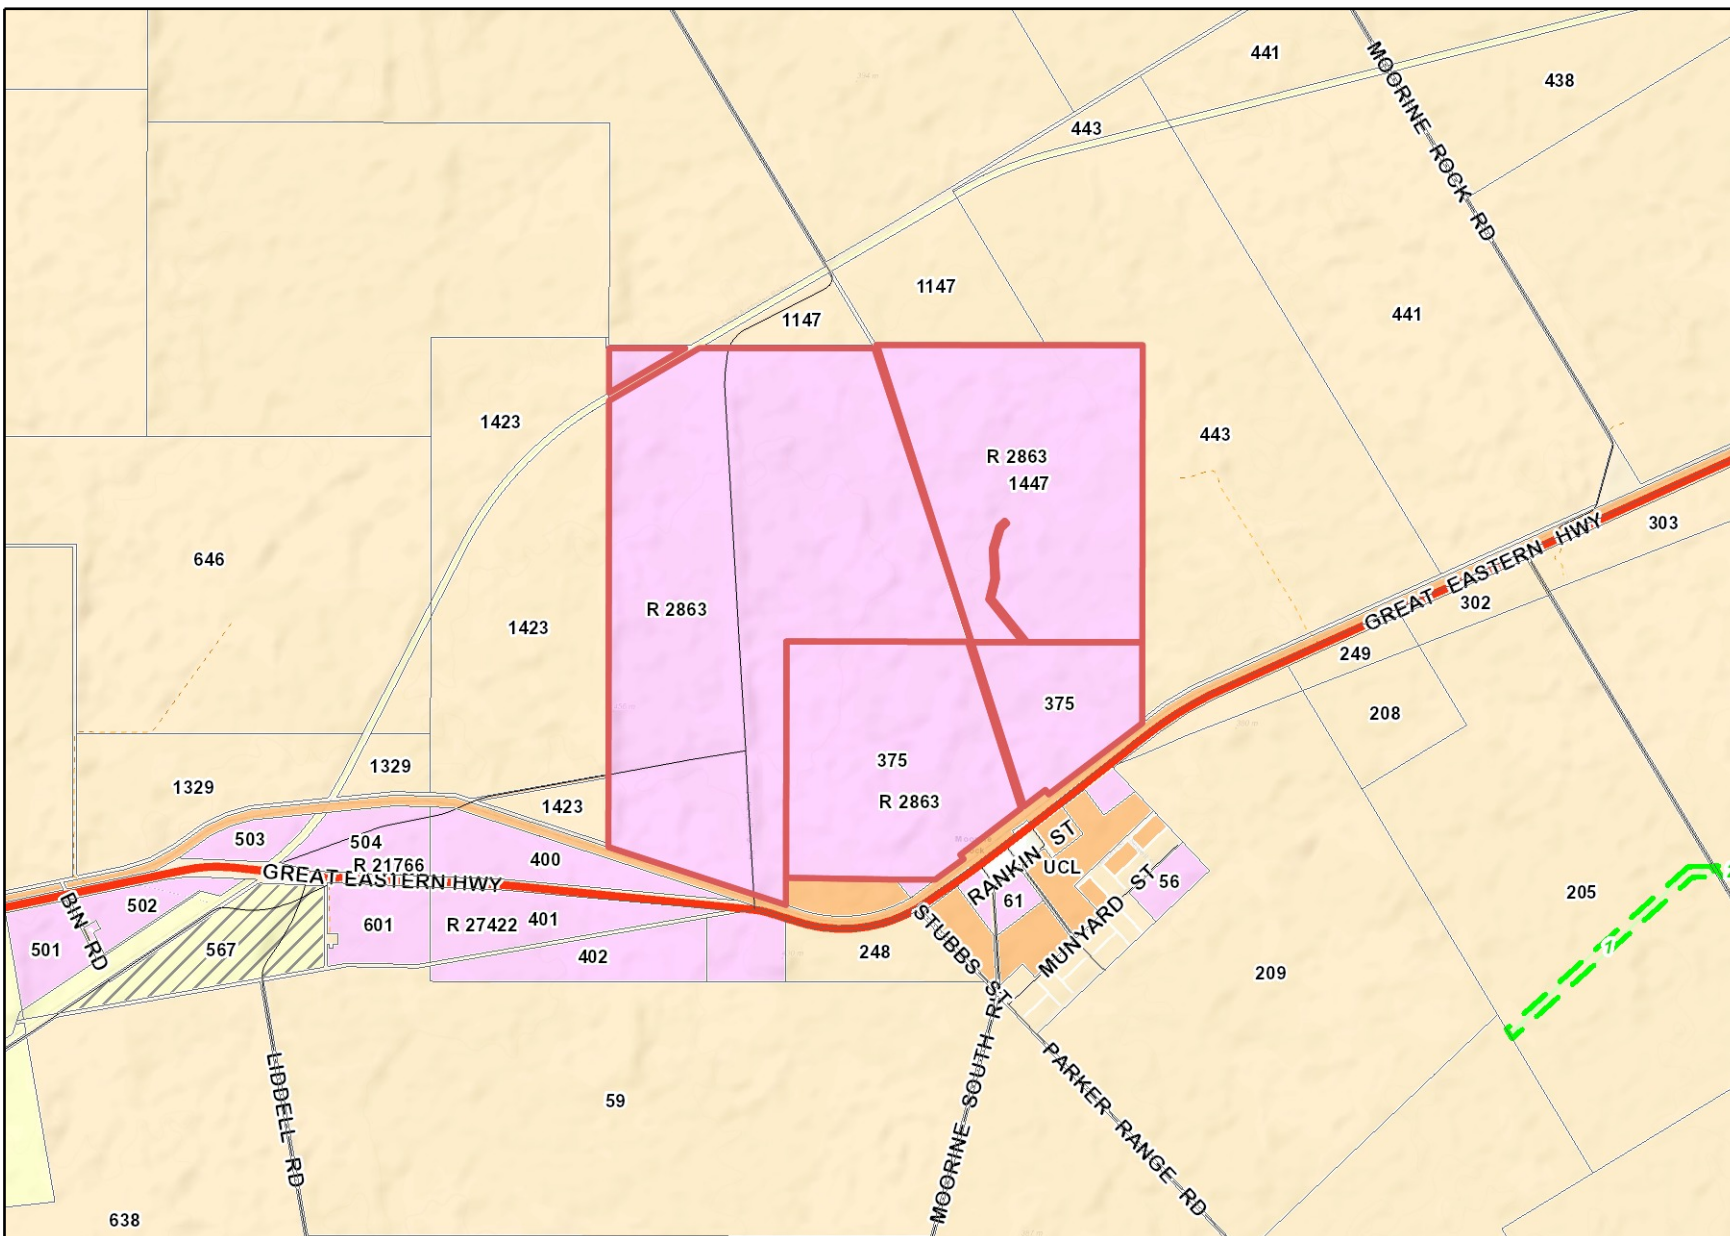 441
438
MOORINE ROCK RD
443
1147
1147
441
1423
443
R 2863
1447
303
GREAT EASTERN HWY
646
302
R 2863
1423
249
375
208
375
1329
1329
R 2863
1423
503
504
R 21766
400
GREAT EASTERN HWY
RANKIN ST
UCL
56
205
502
BIN RD
601
R 27422
401
61
STUBBS ST
MUNYARD ST
501
567
402
248
209
LIDDELL RD
59
MOORINE SOUTH R
PARKER RANGE RD
638